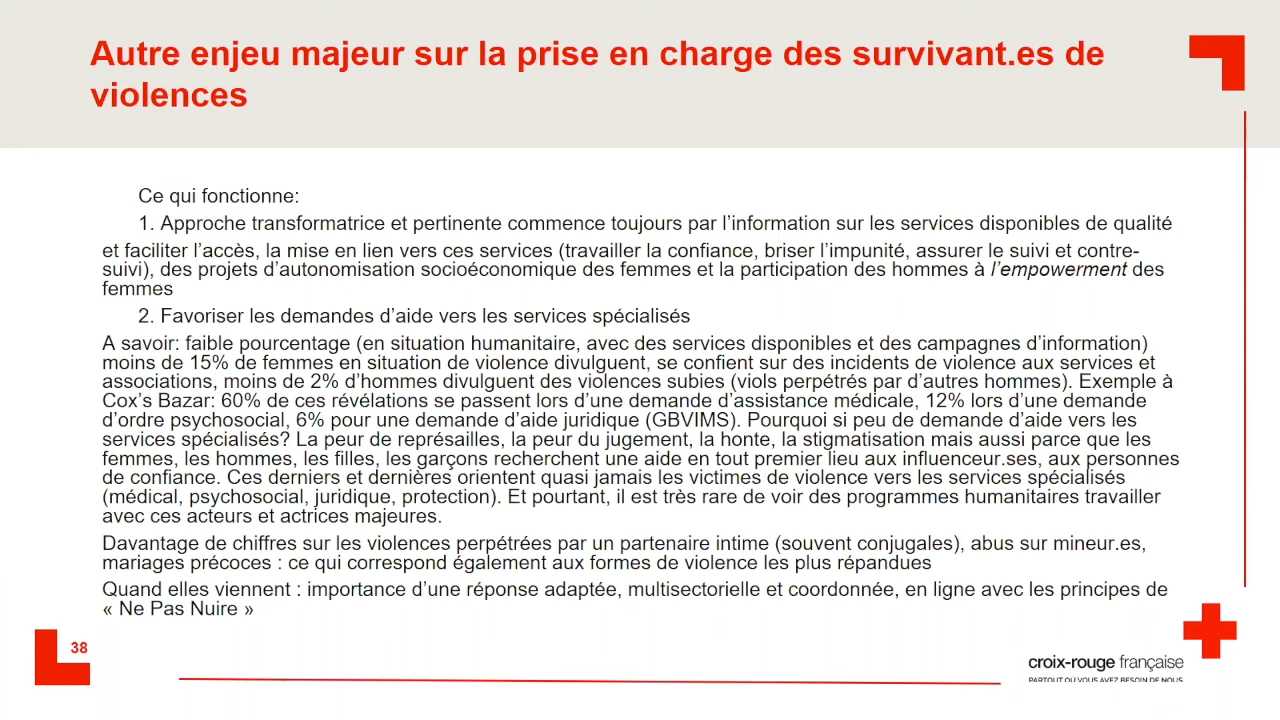 Autre enjeu majeur sur la prise en charge des survivant.es de
violences
Ce qui fonctionne:
1. Approche transformatrice et pertinente commence toujours par l’information sur les services disponibles de qualité
et faciliter l’accès, la mise en lien vers ces services (travailler la confiance, briser l’impunité, assurer le suivi et contre-
suivi), des projets d’autonomisation socioéconomique des femmes et la participation des hommes à l’empowerment des
femmes
2. Favoriser les demandes d’aide vers les services spécialisés
A savoir: faible pourcentage (en situation humanitaire, avec des services disponibles et des campagnes d’information)
moins de 15% de femmes en situation de violence divulguent, se confient sur des incidents de violence aux services et
associations, moins de 2% d’hommes divulguent des violences subies (viols perpétrés par d’autres hommes). Exemple à
Cox’s Bazar: 60% de ces révélations se passent lors d’une demande d’assistance médicale, 12% lors d’une demande
d’ordre psychosocial, 6% pour une demande d’aide juridique (GBVIMS). Pourquoi si peu de demande d’aide vers les
services spécialisés? La peur de représailles, la peur du jugement, la honte, la stigmatisation mais aussi parce que les
femmes, les hommes, les filles, les garçons recherchent une aide en tout premier lieu aux influenceur.ses, aux personnes
de confiance. Ces derniers et dernières orientent quasi jamais les victimes de violence vers les services spécialisés
(médical, psychosocial, juridique, protection). Et pourtant, il est très rare de voir des programmes humanitaires travailler
avec ces acteurs et actrices majeures.
Davantage de chiffres sur les violences perpétrées par un partenaire intime (souvent conjugales), abus sur mineur.es,
mariages précoces : ce qui correspond également aux formes de violence les plus répandues
Quand elles viennent : importance d’une réponse adaptée, multisectorielle et coordonnée, en ligne avec les principes de
« Ne Pas Nuire »
38
croix-rouge française
PARTOUT OÙ VOUS AVEZ BESOIN DE NOUS